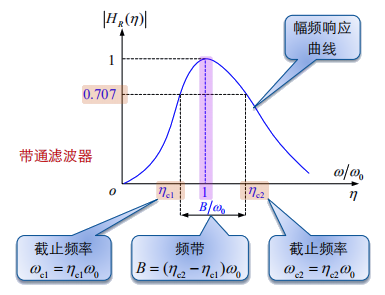 |H_R(η)|
幅频响应
曲线
1
0.707
带通滤波器
ω/ω₀
o
η_c1
1
η_c2
η
B/ω₀
截止频率
ω_c1=η_c1ω₀
频带
B=(η_c2−η_c1)ω₀
截止频率
ω_c2=η_c2ω₀